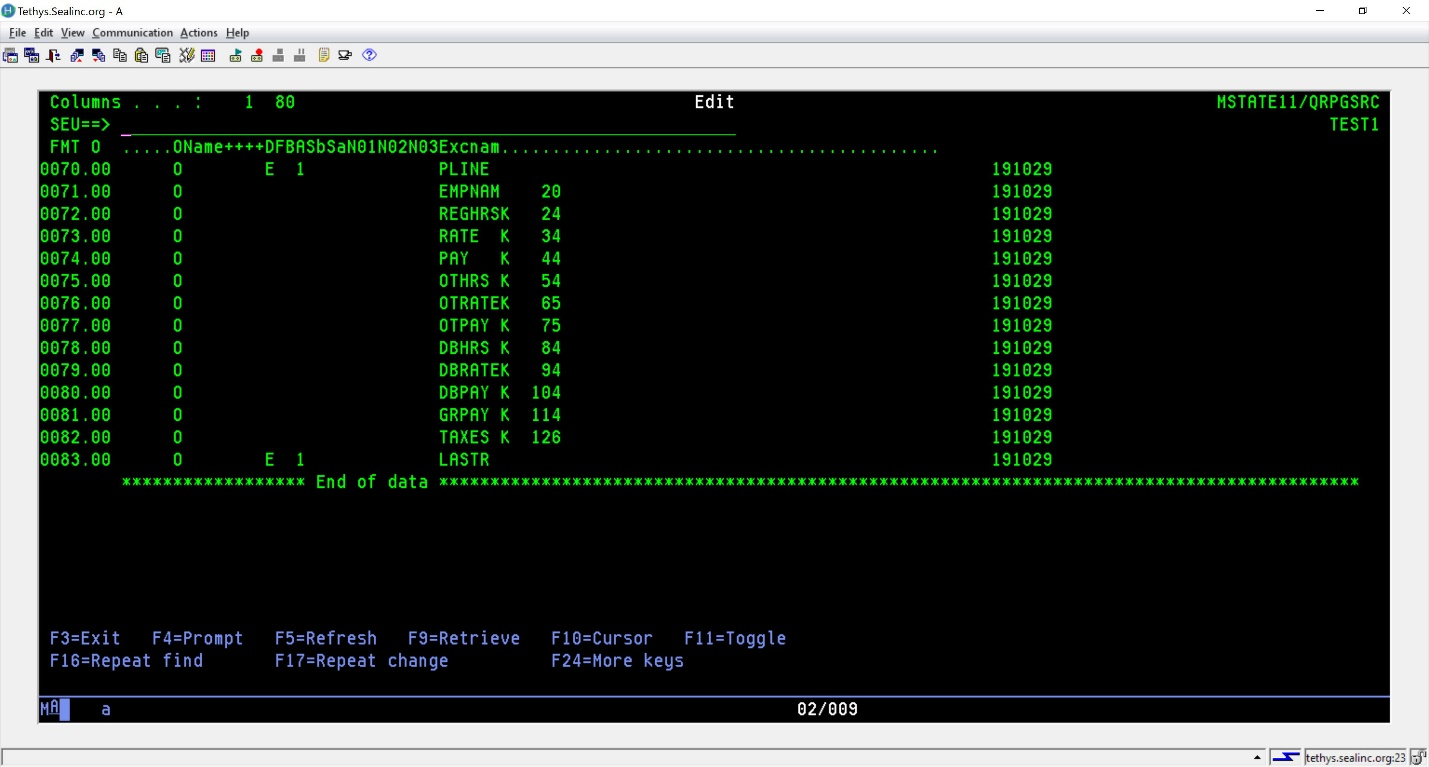 Tethys.Sealinc.org - A
File Edit View Communication Actions Help
Columns . . . :    1  80                                       Edit                                               MSTATE11/QRPGSRC
SEU==>                                                                                                            TEST1
FMT O  .....OName++++DFBASbSaN01N02N03Excnam...........................................
0070.00      O        E  1             PLINE                                                 191029
0071.00      O                         EMPNAM    20                                          191029
0072.00      O                         REGHRSK   24                                          191029
0073.00      O                         RATE  K   34                                          191029
0074.00      O                         PAY   K   44                                          191029
0075.00      O                         OTHRS K   54                                          191029
0076.00      O                         OTRATEK   65                                          191029
0077.00      O                         OTPAY K   75                                          191029
0078.00      O                         DBHRS K   84                                          191029
0079.00      O                         DBRATEK   94                                          191029
0080.00      O                         DBPAY K  104                                          191029
0081.00      O                         GRPAY K  114                                          191029
0082.00      O                         TAXES K  126                                          191029
0083.00      O        E  1             LASTR                                                 191029
****************** End of data ******************************************************************************************
F3=Exit   F4=Prompt   F5=Refresh   F9=Retrieve   F10=Cursor   F11=Toggle
F16=Repeat find       F17=Repeat change          F24=More keys
MA    a    02/009
tethys.sealinc.org:23